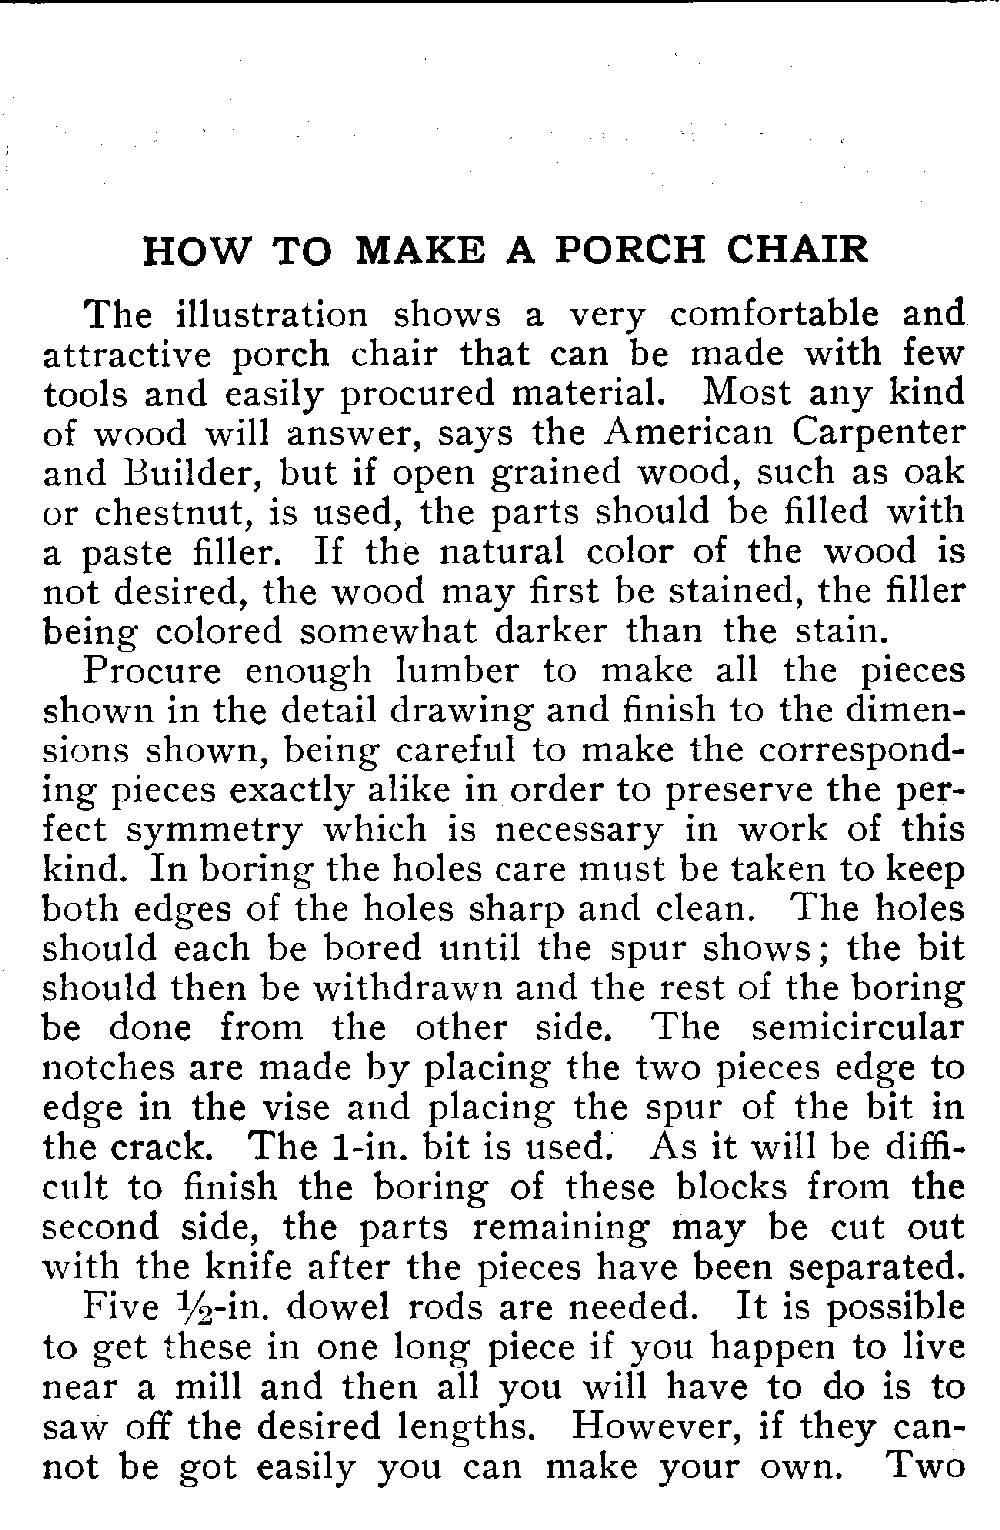 HOW TO MAKE A PORCH CHAIR
The illustration shows a very comfortable and
attractive porch chair that can be made with few
tools and easily procured material. Most any kind
of wood will answer, says the American Carpenter
and Builder, but if open grained wood, such as oak
or chestnut, is used, the parts should be filled with
a paste filler. If the natural color of the wood is
not desired, the wood may first be stained, the filler
being colored somewhat darker than the stain.
Procure enough lumber to make all the pieces
shown in the detail drawing and finish to the dimen-
sions shown, being careful to make the correspond-
ing pieces exactly alike in order to preserve the per-
fect symmetry which is necessary in work of this
kind. In boring the holes care must be taken to keep
both edges of the holes sharp and clean. The holes
should each be bored until the spur shows; the bit
should then be withdrawn and the rest of the boring
be done from the other side. The semicircular
notches are made by placing the two pieces edge to
edge in the vise and placing the spur of the bit in
the crack. The 1-in. bit is used. As it will be diffi-
cult to finish the boring of these blocks from the
second side, the parts remaining may be cut out
with the knife after the pieces have been separated.
Five ½-in. dowel rods are needed. It is possible
to get these in one long piece if you happen to live
near a mill and then all you will have to do is to
saw off the desired lengths. However, if they can-
not be got easily you can make your own. Two